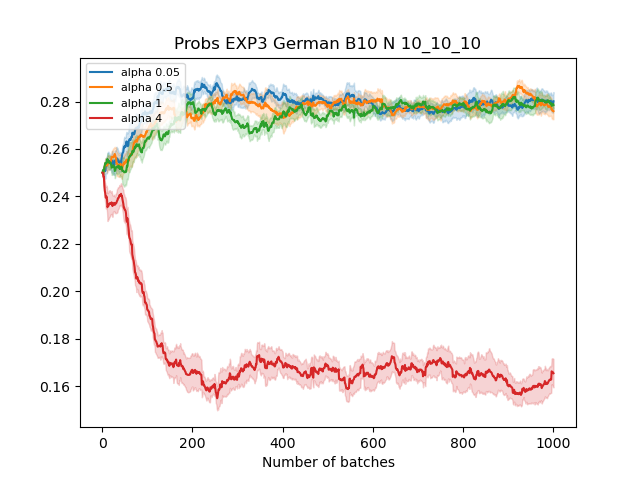 Probs EXP3 German B10 N 10_10_10
alpha 0.05
alpha 0.5
alpha 1
alpha 4
0.28
0.26
0.24
0.22
0.20
0.18
0.16
0 200 400 600 800 1000
Number of batches